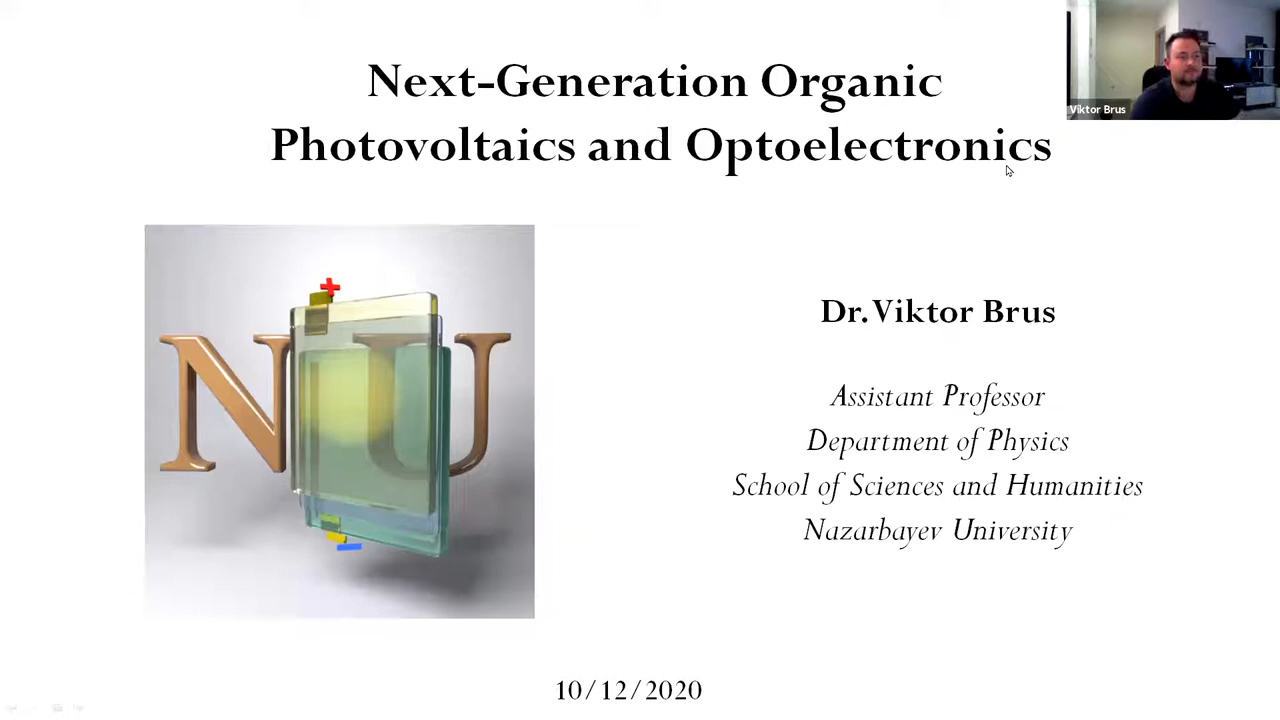 Next-Generation Organic
Photovoltaics and Optoelectronics
Viktor Brus
NU
Dr. Viktor Brus
Assistant Professor
Department of Physics
School of Sciences and Humanities
Nazarbayev University
10/12/2020